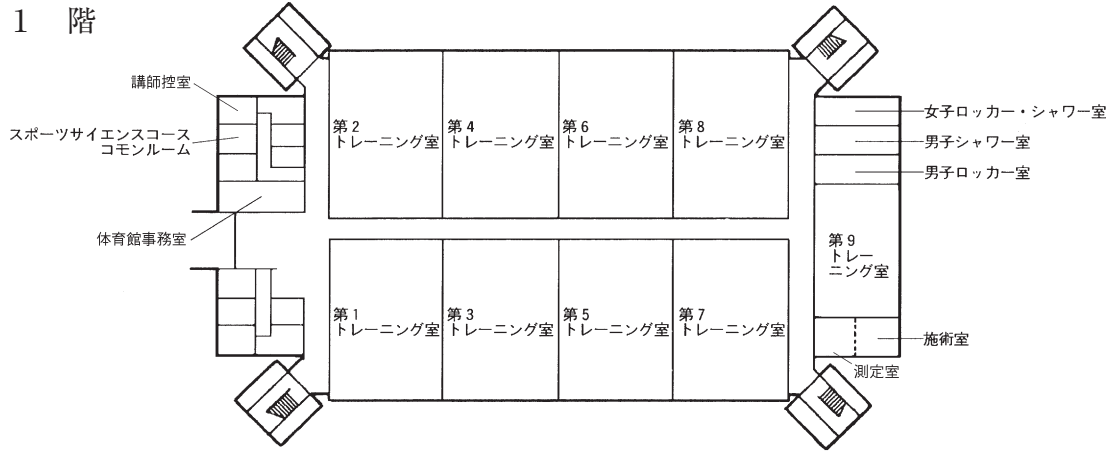 1 階
講師控室
スポーツサイエンスコース
コモンルーム
体育館事務室
第2
トレーニング室
第4
トレーニング室
第6
トレーニング室
第8
トレーニング室
第1
トレーニング室
第3
トレーニング室
第5
トレーニング室
第7
トレーニング室
女子ロッカー・シャワー室
男子シャワー室
男子ロッカー室
第9
トレー
ニング室
施術室
測定室